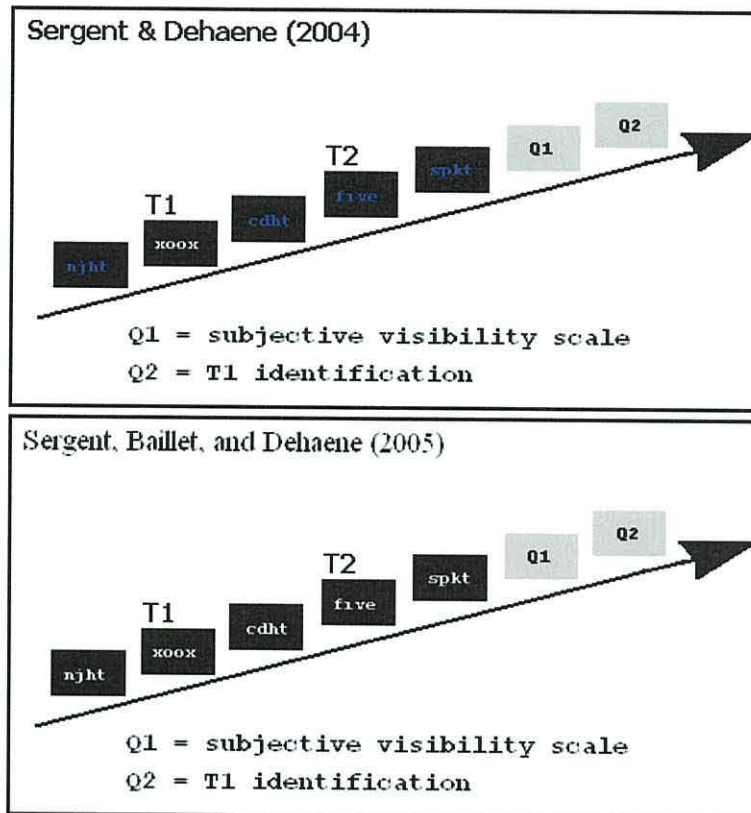 Sergent & Dehaene (2004)
Q2
Q1
T2
spkt
five
T1
cdht
xoox
njht
Q1 = subjective visibility scale
Q2 = T1 identification
Sergent, Baillet, and Dehaene (2005)
Q2
Q1
T2
spkt
five
T1
cdht
xoox
njht
Q1 = subjective visibility scale
Q2 = T1 identification